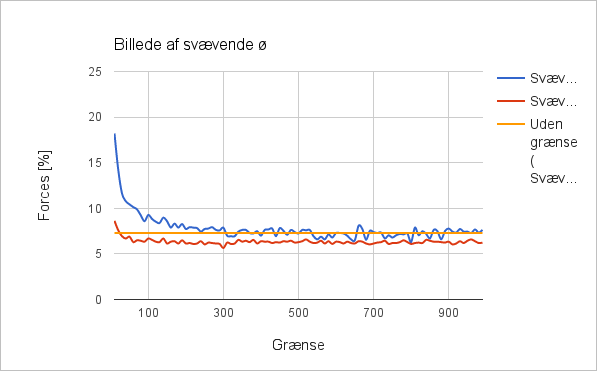 Billede af svævende ø
25
20
15
10
5
0
Forces [%]
100
300
500
700
900
Grænse
Svæv...
Svæv...
Uden
grænse
(
Svæv...